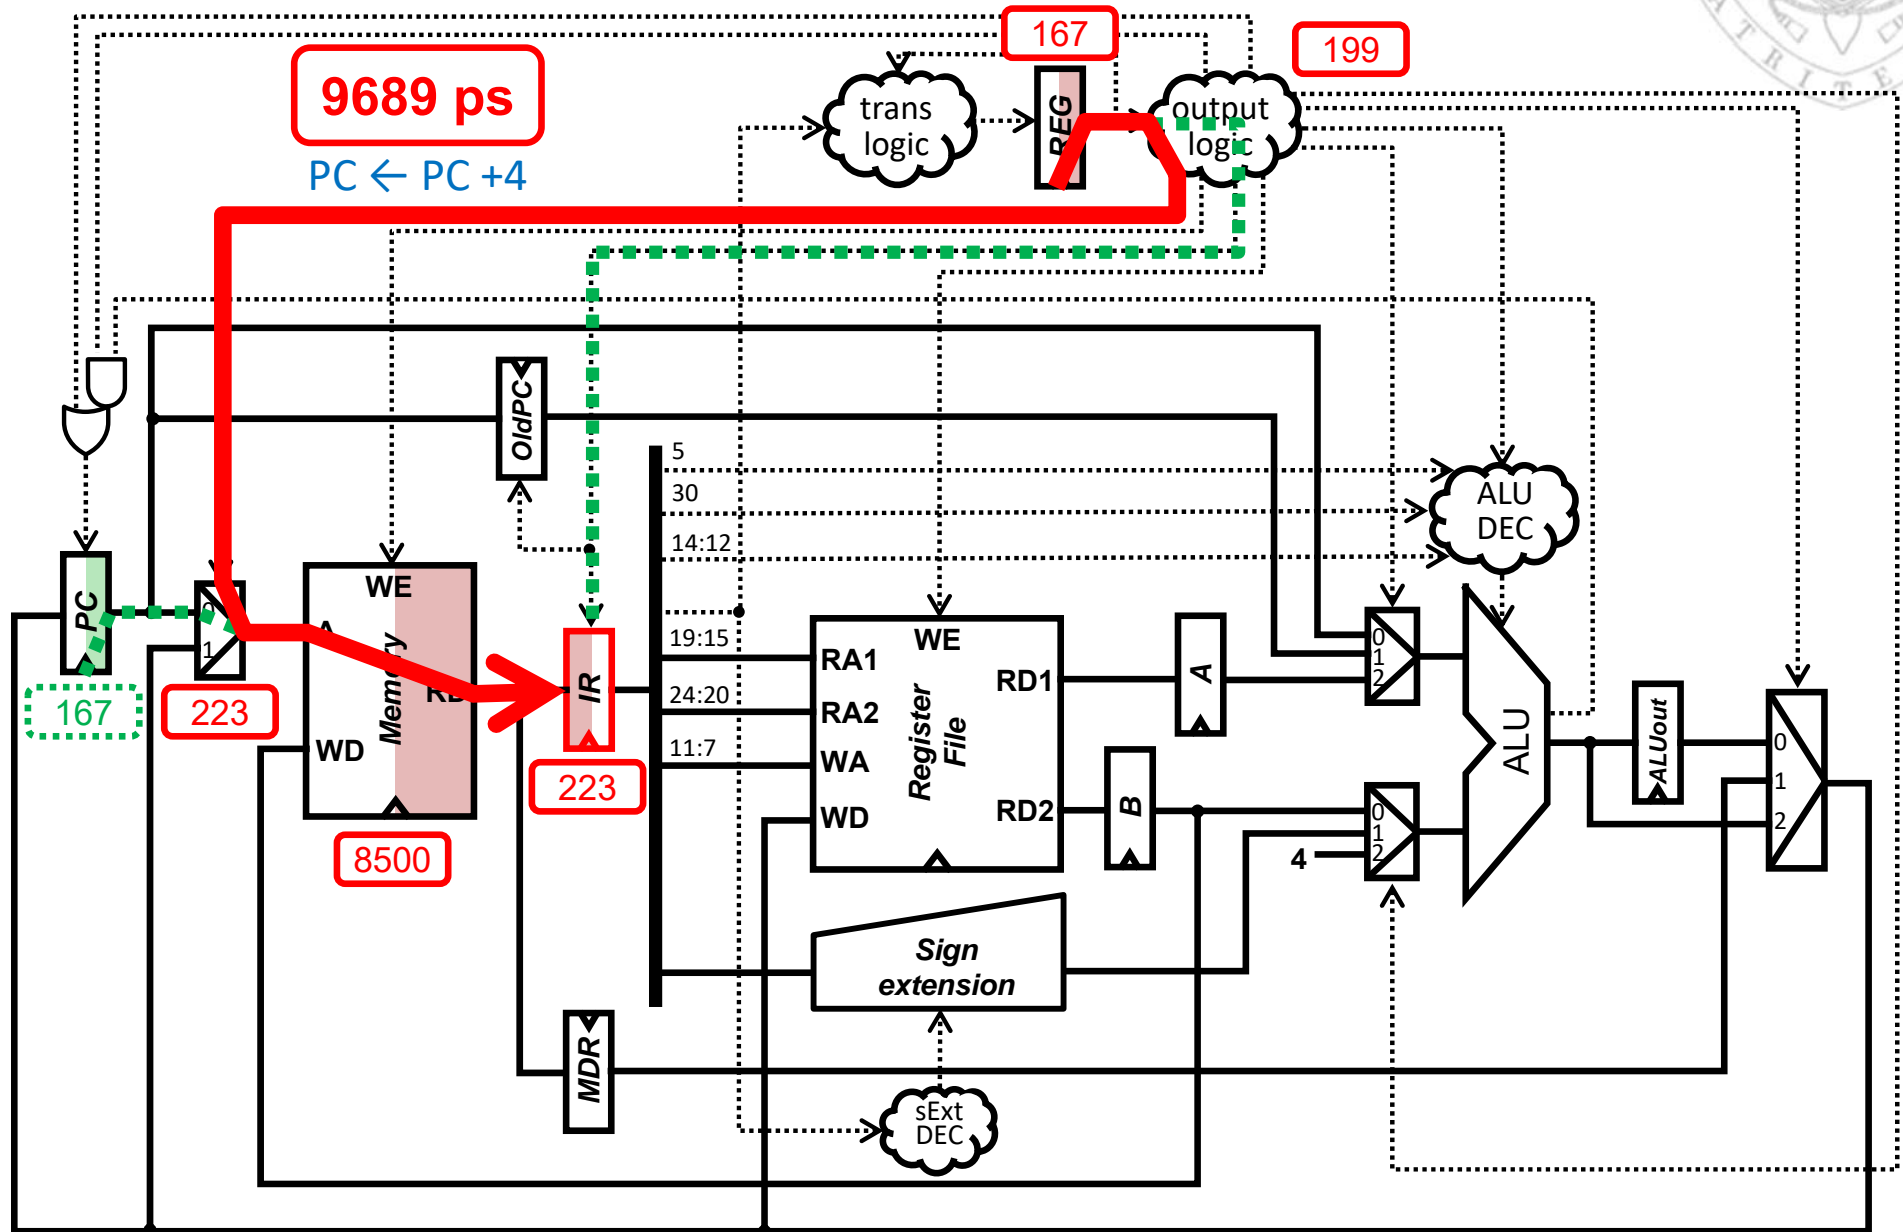 167
199
9689 ps
PC ← PC +4
trans
logic
REG
output
logic
OldPC
5
30
14:12
ALU
DEC
PC
0
1
167
223
WE
A
Memory
RD
WD
8500
IR
223
19:15
24:20
11:7
WE
RA1
RA2
WA
WD
Register
File
RD1
RD2
A
B
0
1
2
0
1
2
4
ALU
ALUout
0
1
2
Sign
extension
MDR
sExt
DEC
ATRITE